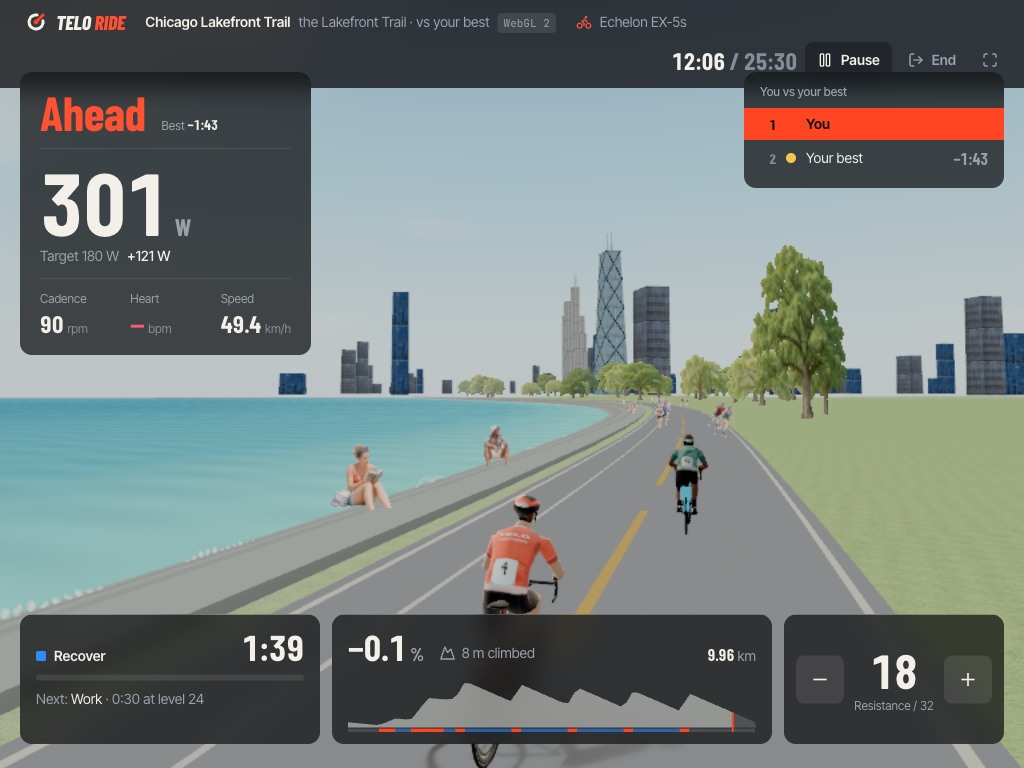 TELO RIDE Chicago Lakefront Trail the Lakefront Trail · vs your best WebGL 2 Echelon EX-5s
12:06 / 25:30 Pause End
Ahead Best −1:43
301 W
Target 180 W +121 W
Cadence Heart Speed
90 rpm — bpm 49.4 km/h
You vs your best
1 You
2 Your best −1:43
TELO
4
Recover 1:39
Next: Work · 0:30 at level 24
−0.1 % 8 m climbed 9.96 km
− 18 +
Resistance / 32